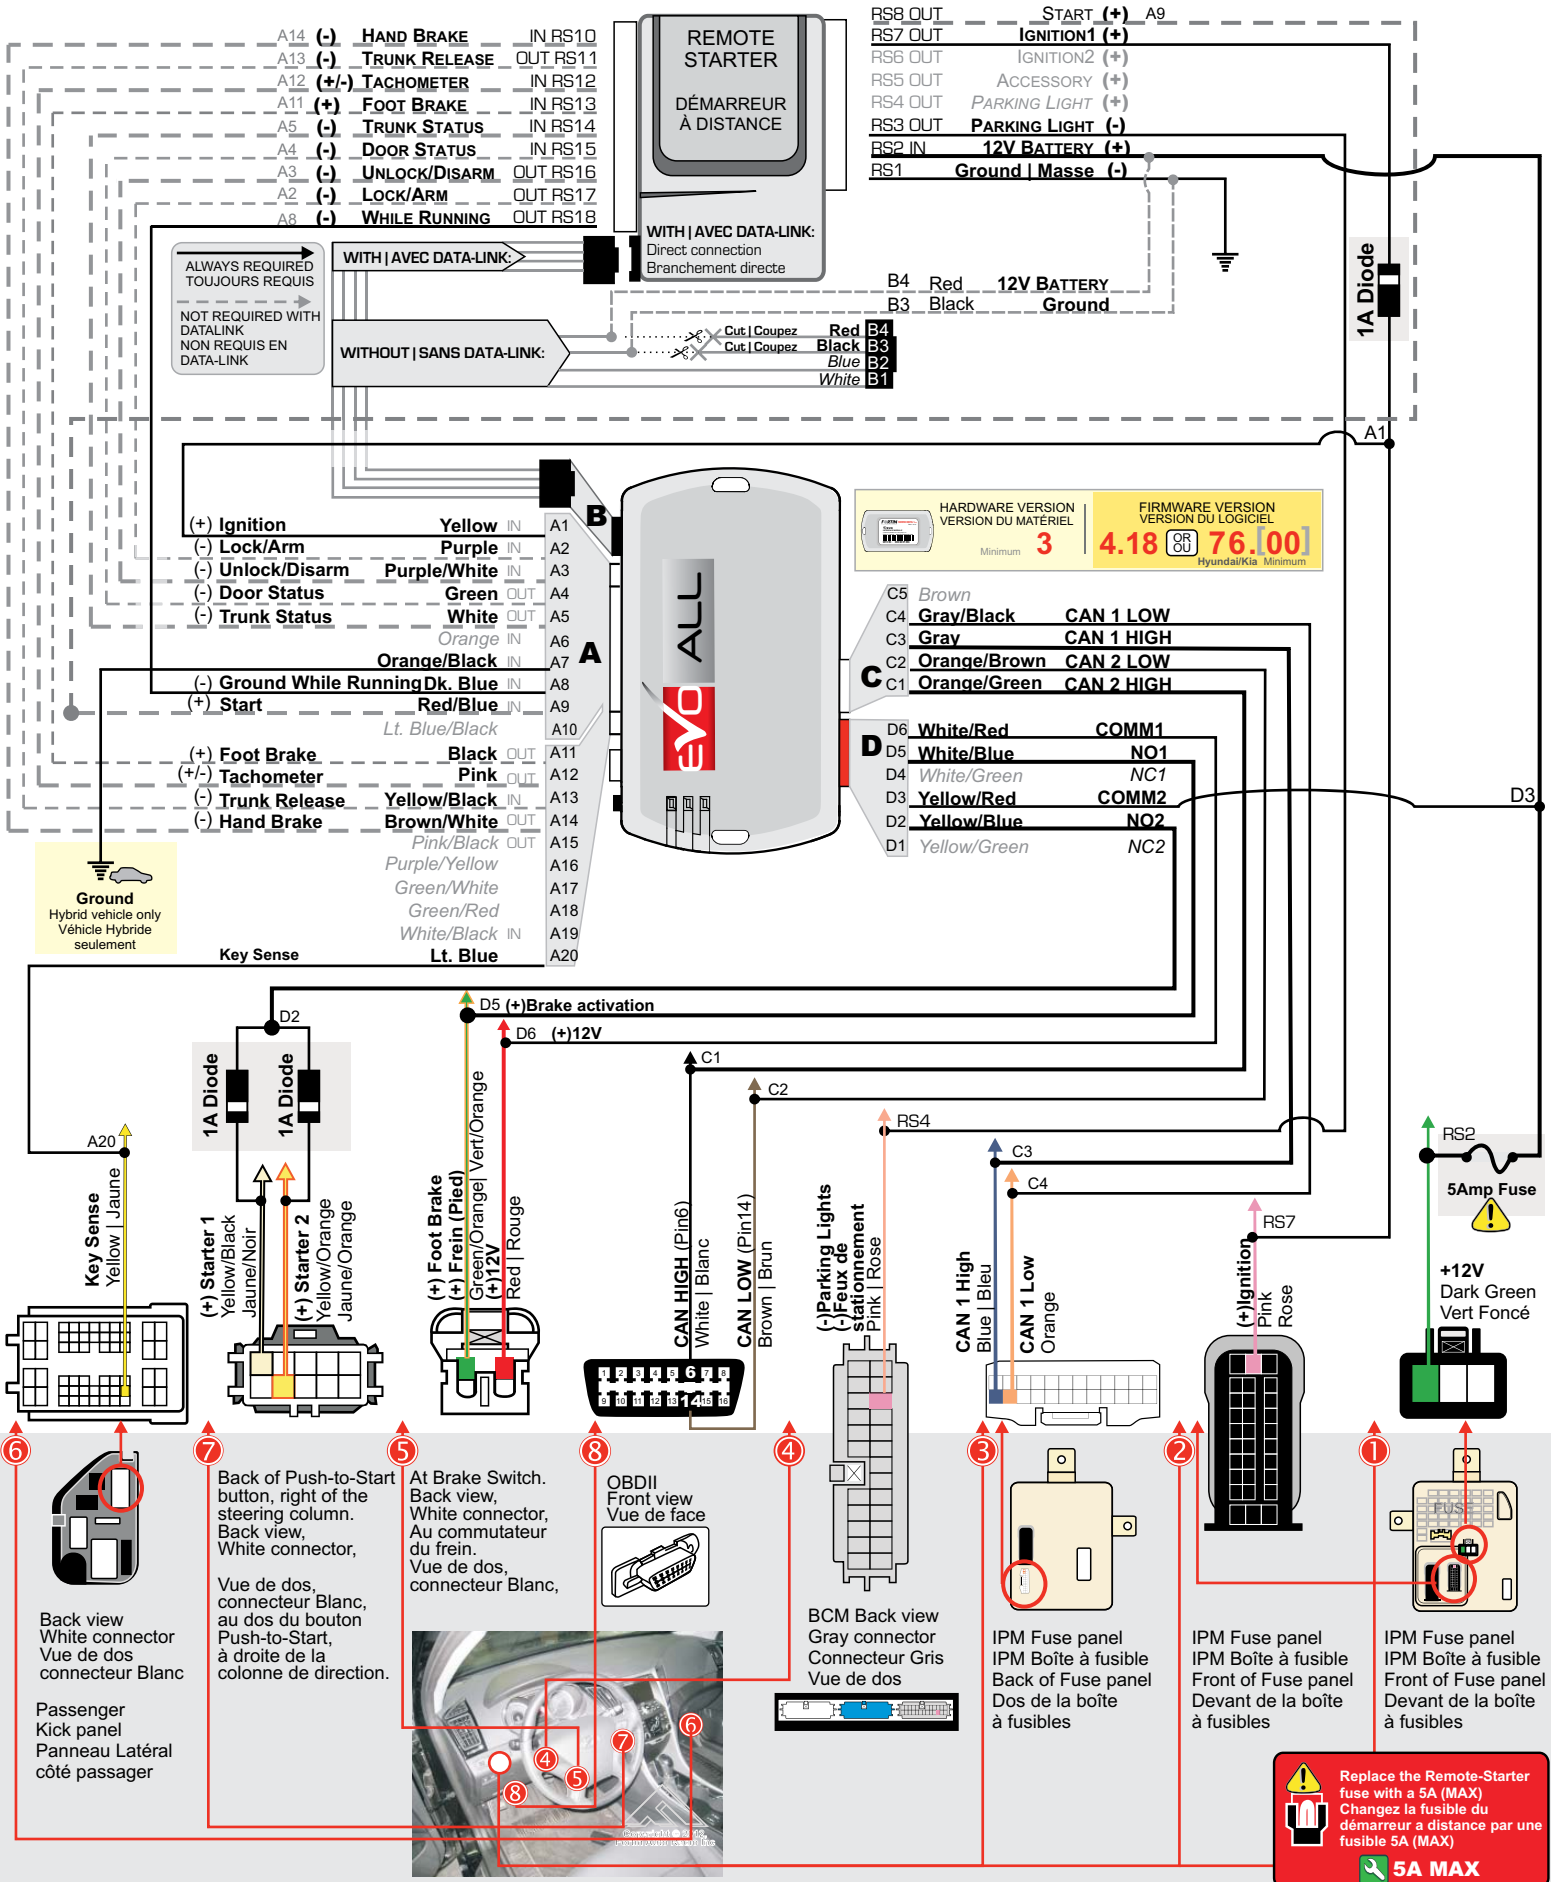 A14 (-) HAND BRAKE IN RS10
A13 (-) TRUNK RELEASE OUT RS11
A12 (+/-) TACHOMETER IN RS12
A11 (+) FOOT BRAKE IN RS13
A5 (-) TRUNK STATUS IN RS14
A4 (-) DOOR STATUS IN RS15
A3 (-) UNLOCK/DISARM OUT RS16
A2 (-) LOCK/ARM OUT RS17
A8 (-) WHILE RUNNING OUT RS18
REMOTE
STARTER
DÉMARREUR
À DISTANCE
WITH | AVEC DATA-LINK:
Direct connection
Branchement directe
RS8 OUT START (+) A9
RS7 OUT IGNITION1 (+)
RS6 OUT IGNITION2 (+)
RS5 OUT ACCESSORY (+)
RS4 OUT PARKING LIGHT (+)
RS3 OUT PARKING LIGHT (-)
RS2 IN 12V BATTERY (+)
RS1 Ground | Masse (-)
1A Diode
ALWAYS REQUIRED
TOUJOURS REQUIS
NOT REQUIRED WITH
DATALINK
NON REQUIS EN
DATA-LINK
WITH | AVEC DATA-LINK:
WITHOUT | SANS DATA-LINK:
B4 Red 12V BATTERY
B3 Black Ground
Cut | Coupez Red B4
Cut | Coupez Black B3
Blue B2
White B1
A1
HARDWARE VERSION
VERSION DU MATÉRIEL
Minimum 3
FIRMWARE VERSION
VERSION DU LOGICIEL
4.18 OR OU 76.[00]
Hyundai/Kia Minimum
B
A
C
D
EVO ALL
(+) Ignition Yellow IN A1
(-) Lock/Arm Purple IN A2
(-) Unlock/Disarm Purple/White IN A3
(-) Door Status Green OUT A4
(-) Trunk Status White OUT A5
Orange IN A6
Orange/Black IN A7
(-) Ground While Running Dk. Blue IN A8
(+) Start Red/Blue IN A9
Lt. Blue/Black A10
(+) Foot Brake Black OUT A11
(+/-) Tachometer Pink OUT A12
(-) Trunk Release Yellow/Black IN A13
(-) Hand Brake Brown/White OUT A14
Pink/Black OUT A15
Purple/Yellow A16
Green/White A17
Green/Red A18
White/Black IN A19
Key Sense Lt. Blue A20
C5 Brown
C4 Gray/Black CAN 1 LOW
C3 Gray CAN 1 HIGH
C2 Orange/Brown CAN 2 LOW
C1 Orange/Green CAN 2 HIGH
D6 White/Red COMM1
D5 White/Blue NO1
D4 White/Green NC1
D3 Yellow/Red COMM2
D2 Yellow/Blue NO2
D1 Yellow/Green NC2
D3
Ground
Hybrid vehicle only
Véhicle Hybride
seulement
D2
1A Diode
1A Diode
D5 (+)Brake activation
D6 (+)12V
C1
C2
RS4
C3
C4
RS7
RS2
5Amp Fuse
A20
Key Sense
Yellow | Jaune
(+) Starter 1
Yellow/Black
Jaune/Noir
(+) Starter 2
Yellow/Orange
Jaune/Orange
(+) Foot Brake
(+) Frein (Pied)
Green/Orange| Vert/Orange
(+)12V
Red | Rouge
CAN HIGH (Pin6)
White | Blanc
CAN LOW (Pin14)
Brown | Brun
(-)Parking Lights
(-)Feux de
stationnement
Pink | Rose
CAN 1 High
Blue | Bleu
CAN 1 Low
Orange
(+)Ignition
Pink
Rose
+12V
Dark Green
Vert Foncé
1 2 3 4 5 6 7 8
9 10 11 12 13 14 15 16
6
Back view
White connector
Vue de dos
connecteur Blanc
Passenger
Kick panel
Panneau Latéral
côté passager
7
Back of Push-to-Start
button, right of the
steering column.
Back view,
White connector,
Vue de dos,
connecteur Blanc,
au dos du bouton
Push-to-Start,
à droite de la
colonne de direction.
5
At Brake Switch.
Back view,
White connector,
Au commutateur
du frein.
Vue de dos,
connecteur Blanc,
8
OBDII
Front view
Vue de face
4
BCM Back view
Gray connector
Connecteur Gris
Vue de dos
3
IPM Fuse panel
IPM Boîte à fusible
Back of Fuse panel
Dos de la boîte
à fusibles
2
IPM Fuse panel
IPM Boîte à fusible
Front of Fuse panel
Devant de la boîte
à fusibles
1
FUSE
IPM Fuse panel
IPM Boîte à fusible
Front of Fuse panel
Devant de la boîte
à fusibles
4
5
6
7
8
Replace the Remote-Starter
fuse with a 5A (MAX)
Changez la fusible du
démarreur a distance par une
fusible 5A (MAX)
5A MAX